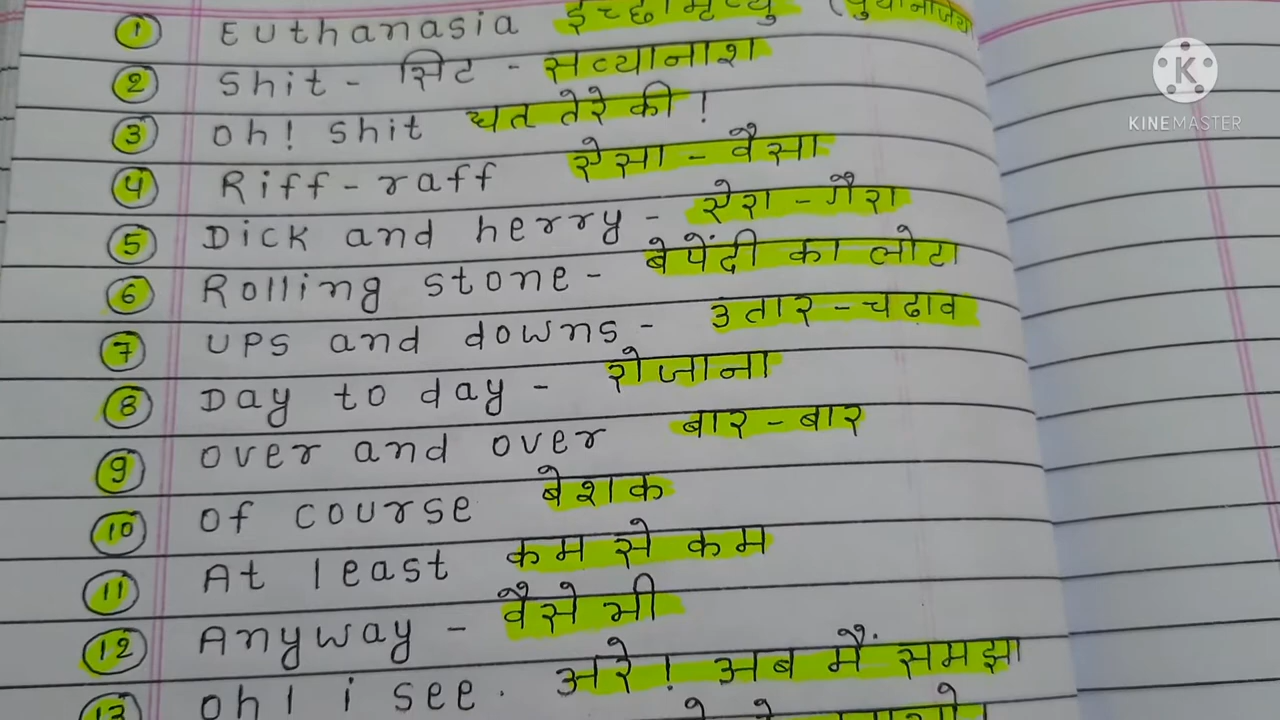 ① Euthanasia इच्छामृत्यु (युथानाजिया
② Shit - सिट - सत्यानाश
③ Oh! shit धत तेरे की !
④ Riff-raff ऐसा - वैसा
⑤ Dick and herry - ऐरा - गैरा
⑥ Rolling stone - बेपेंदी का लोटा
⑦ UPS and downs - उतार - चढाव
⑧ Day to day - रोजाना
⑨ over and over बार - बार
⑩ of course बेशक
⑪ At least कम से कम
⑫ Anyway - वैसे भी
⑬ oh! i see. अरे ! अब मैं समझा
K
KINEMASTER